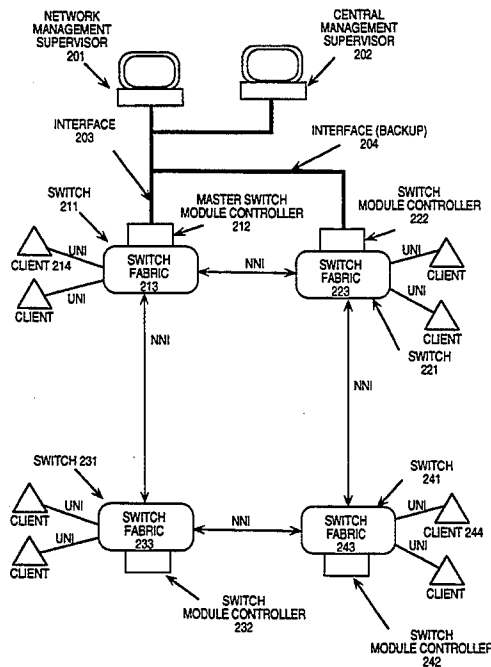 NETWORK
MANAGEMENT
SUPERVISOR
201
CENTRAL
MANAGEMENT
SUPERVISOR
202
INTERFACE
203
INTERFACE (BACKUP)
204
SWITCH
211
MASTER SWITCH
MODULE CONTROLLER
212
SWITCH
MODULE CONTROLLER
222
UNI
CLIENT 214
UNI
CLIENT
SWITCH
FABRIC
213
NNI
SWITCH
FABRIC
223
UNI
CLIENT
UNI
CLIENT
SWITCH
221
NNI
NNI
SWITCH 231
SWITCH
241
UNI
CLIENT
UNI
CLIENT
SWITCH
FABRIC
233
NNI
SWITCH
FABRIC
243
UNI
CLIENT 244
UNI
CLIENT
SWITCH
MODULE CONTROLLER
232
SWITCH
MODULE CONTROLLER
242